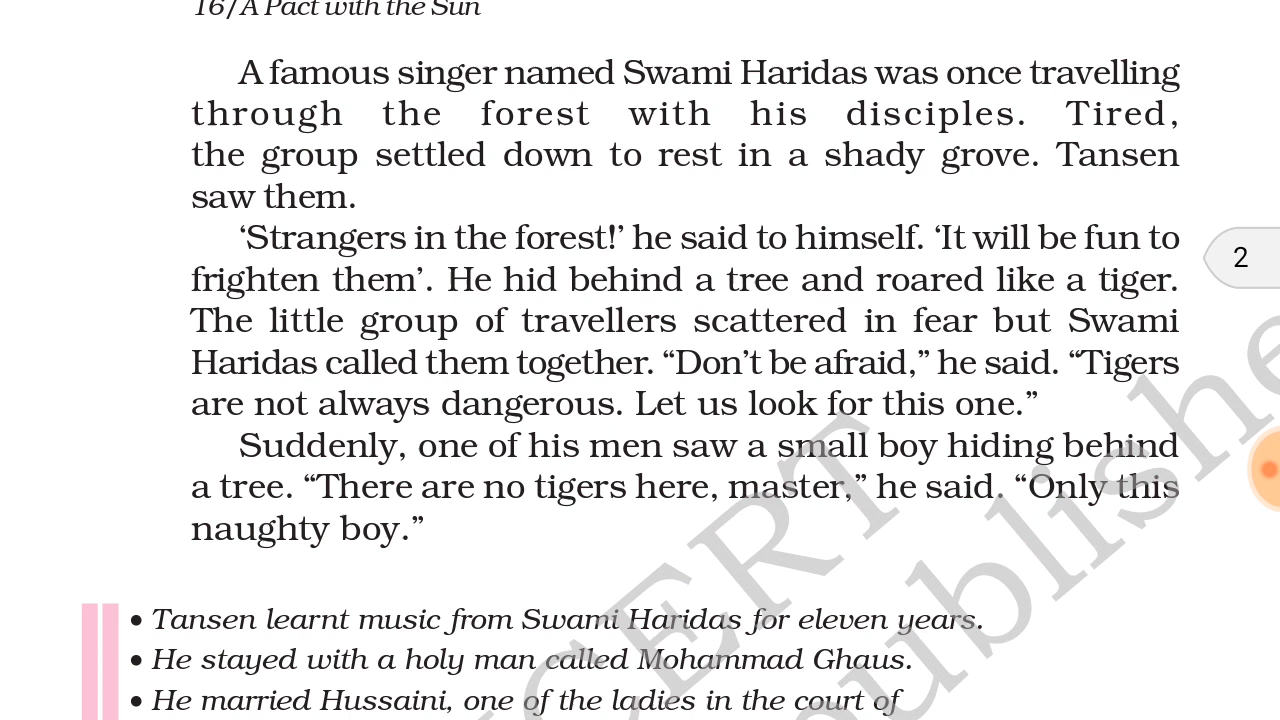 16/A Pact with the Sun
A famous singer named Swami Haridas was once travelling
through the forest with his disciples. Tired,
the group settled down to rest in a shady grove. Tansen
saw them.
‘Strangers in the forest!’ he said to himself. ‘It will be fun to
frighten them’. He hid behind a tree and roared like a tiger.
The little group of travellers scattered in fear but Swami
Haridas called them together. “Don’t be afraid,” he said. “Tigers
are not always dangerous. Let us look for this one.”
Suddenly, one of his men saw a small boy hiding behind
a tree. “There are no tigers here, master,” he said. “Only this
naughty boy.”
• Tansen learnt music from Swami Haridas for eleven years.
• He stayed with a holy man called Mohammad Ghaus.
• He married Hussaini, one of the ladies in the court of
2